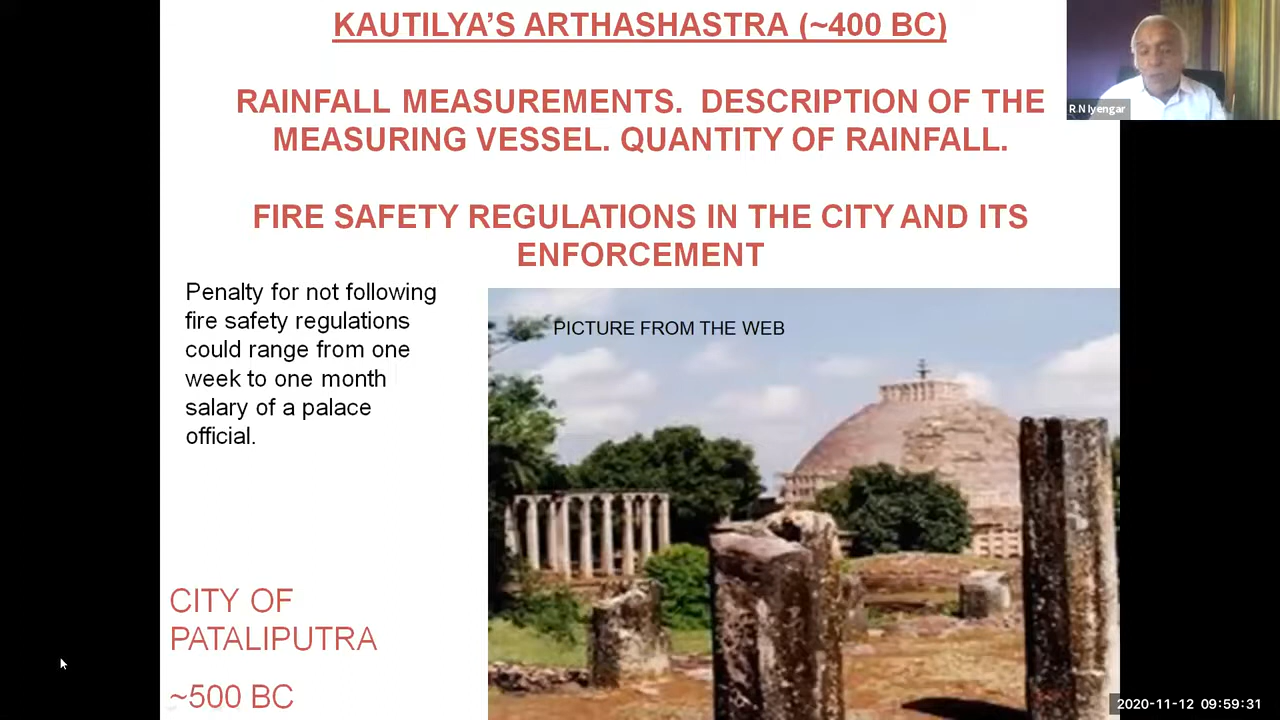 KAUTILYA'S ARTHASHASTRA (~400 BC)
RAINFALL MEASUREMENTS. DESCRIPTION OF THE
MEASURING VESSEL. QUANTITY OF RAINFALL.
FIRE SAFETY REGULATIONS IN THE CITY AND ITS
ENFORCEMENT
R N Iyengar
Penalty for not following
fire safety regulations
could range from one
week to one month
salary of a palace
official.
PICTURE FROM THE WEB
CITY OF
PATALIPUTRA
~500 BC
2020-11-12 09:59:31